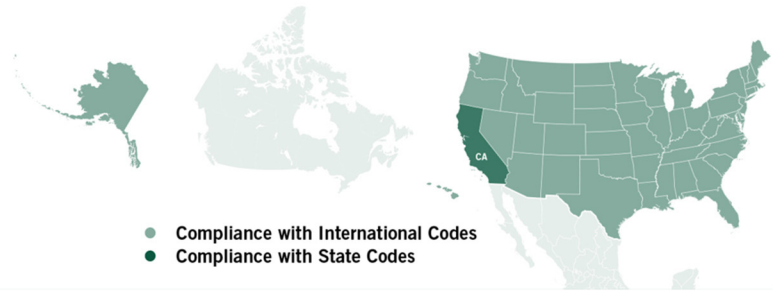 CA
Compliance with International Codes
Compliance with State Codes